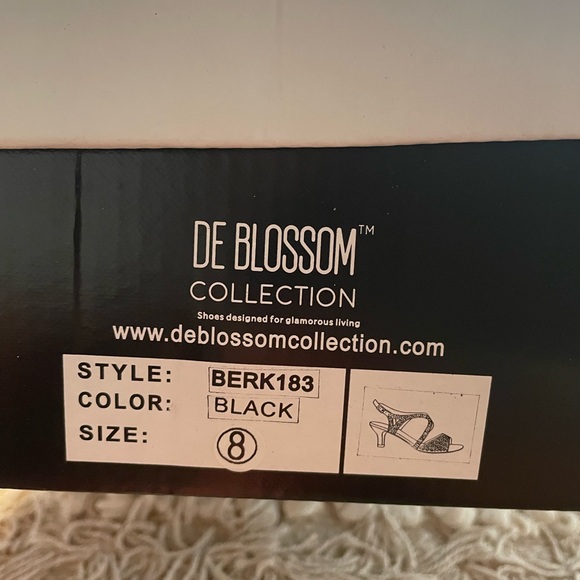 DE BLOSSOM™
COLLECTION
Shoes designed for glamorous living
www.deblossomcollection.com
STYLE: BERK183
COLOR: BLACK
SIZE: 8